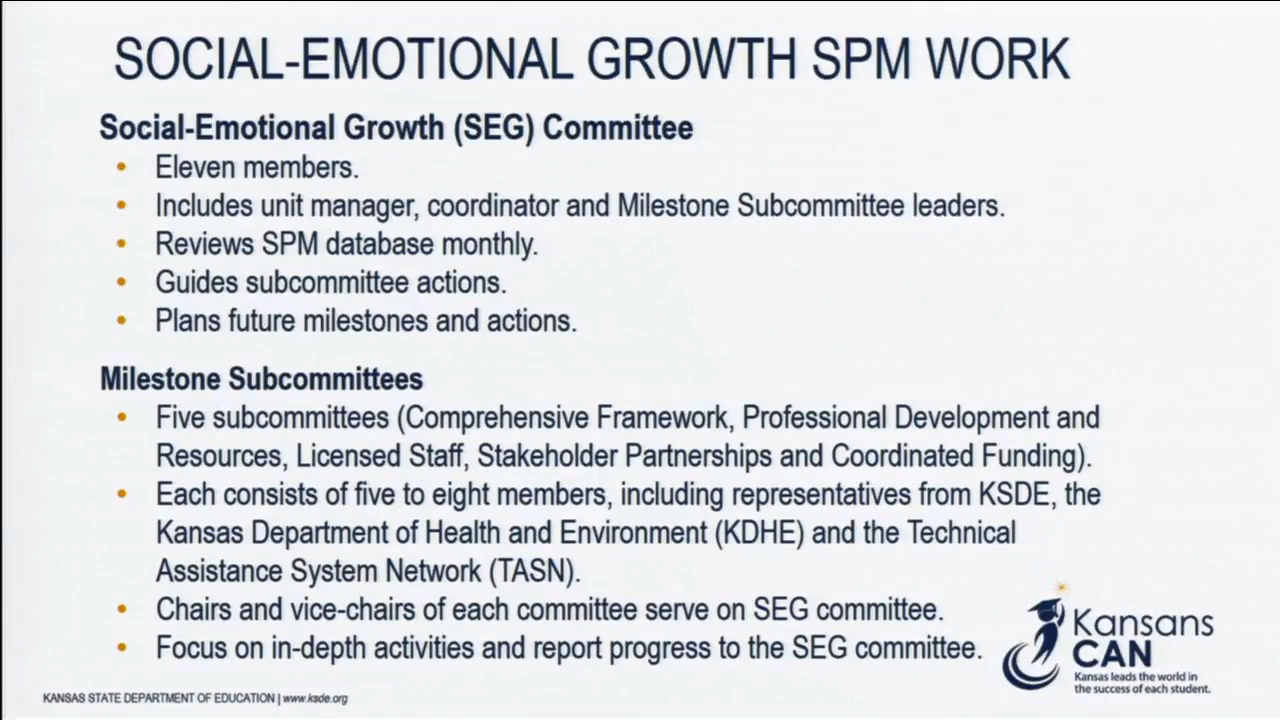 SOCIAL-EMOTIONAL GROWTH SPM WORK
Social-Emotional Growth (SEG) Committee
• Eleven members.
• Includes unit manager, coordinator and Milestone Subcommittee leaders.
• Reviews SPM database monthly.
• Guides subcommittee actions.
• Plans future milestones and actions.
Milestone Subcommittees
• Five subcommittees (Comprehensive Framework, Professional Development and
Resources, Licensed Staff, Stakeholder Partnerships and Coordinated Funding).
• Each consists of five to eight members, including representatives from KSDE, the
Kansas Department of Health and Environment (KDHE) and the Technical
Assistance System Network (TASN).
• Chairs and vice-chairs of each committee serve on SEG committee.
• Focus on in-depth activities and report progress to the SEG committee.
Kansans
CAN
Kansas leads the world in
the success of each student.
KANSAS STATE DEPARTMENT OF EDUCATION | www.ksde.org